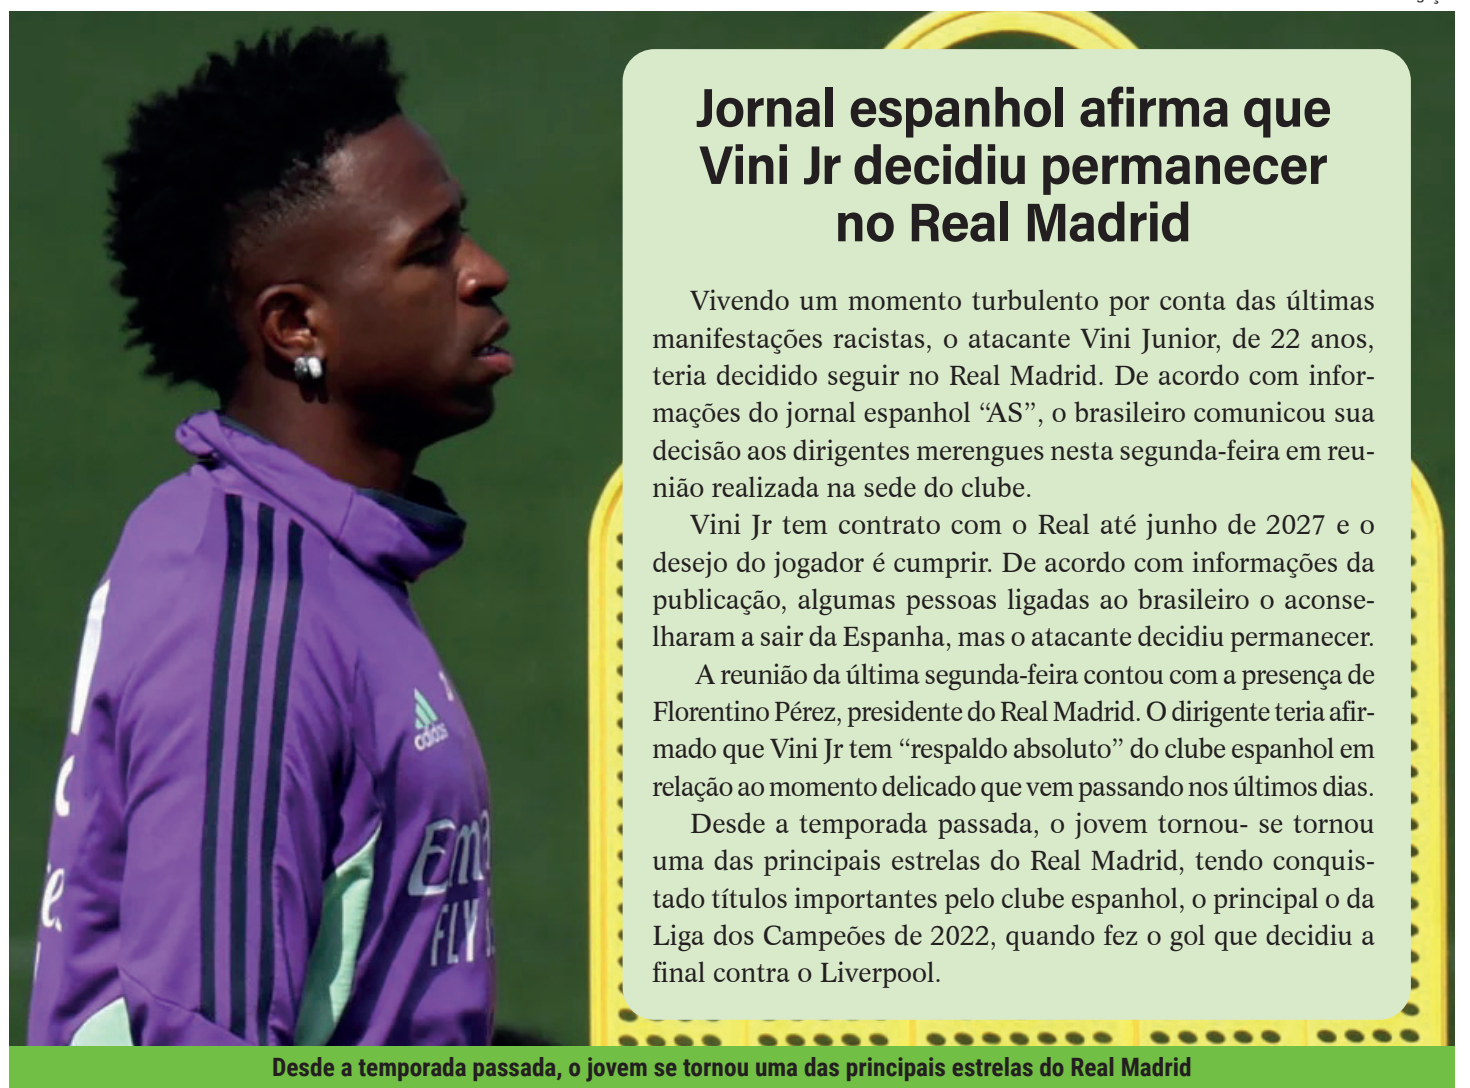 Jornal espanhol afirma que
Vini Jr decidiu permanecer
no Real Madrid
Vivendo um momento turbulento por conta das últimas
manifestações racistas, o atacante Vini Junior, de 22 anos,
teria decidido seguir no Real Madrid. De acordo com infor-
mações do jornal espanhol “AS”, o brasileiro comunicou sua
decisão aos dirigentes merengues nesta segunda-feira em reu-
nião realizada na sede do clube.
Vini Jr tem contrato com o Real até junho de 2027 e o
desejo do jogador é cumprir. De acordo com informações da
publicação, algumas pessoas ligadas ao brasileiro o aconse-
lharam a sair da Espanha, mas o atacante decidiu permanecer.
A reunião da última segunda-feira contou com a presença de
Florentino Pérez, presidente do Real Madrid. O dirigente teria afir-
mado que Vini Jr tem “respaldo absoluto” do clube espanhol em
relação ao momento delicado que vem passando nos últimos dias.
Desde a temporada passada, o jovem tornou- se tornou
uma das principais estrelas do Real Madrid, tendo conquis-
tado títulos importantes pelo clube espanhol, o principal o da
Liga dos Campeões de 2022, quando fez o gol que decidiu a
final contra o Liverpool.
adidas
FLY
Desde a temporada passada, o jovem se tornou uma das principais estrelas do Real Madrid